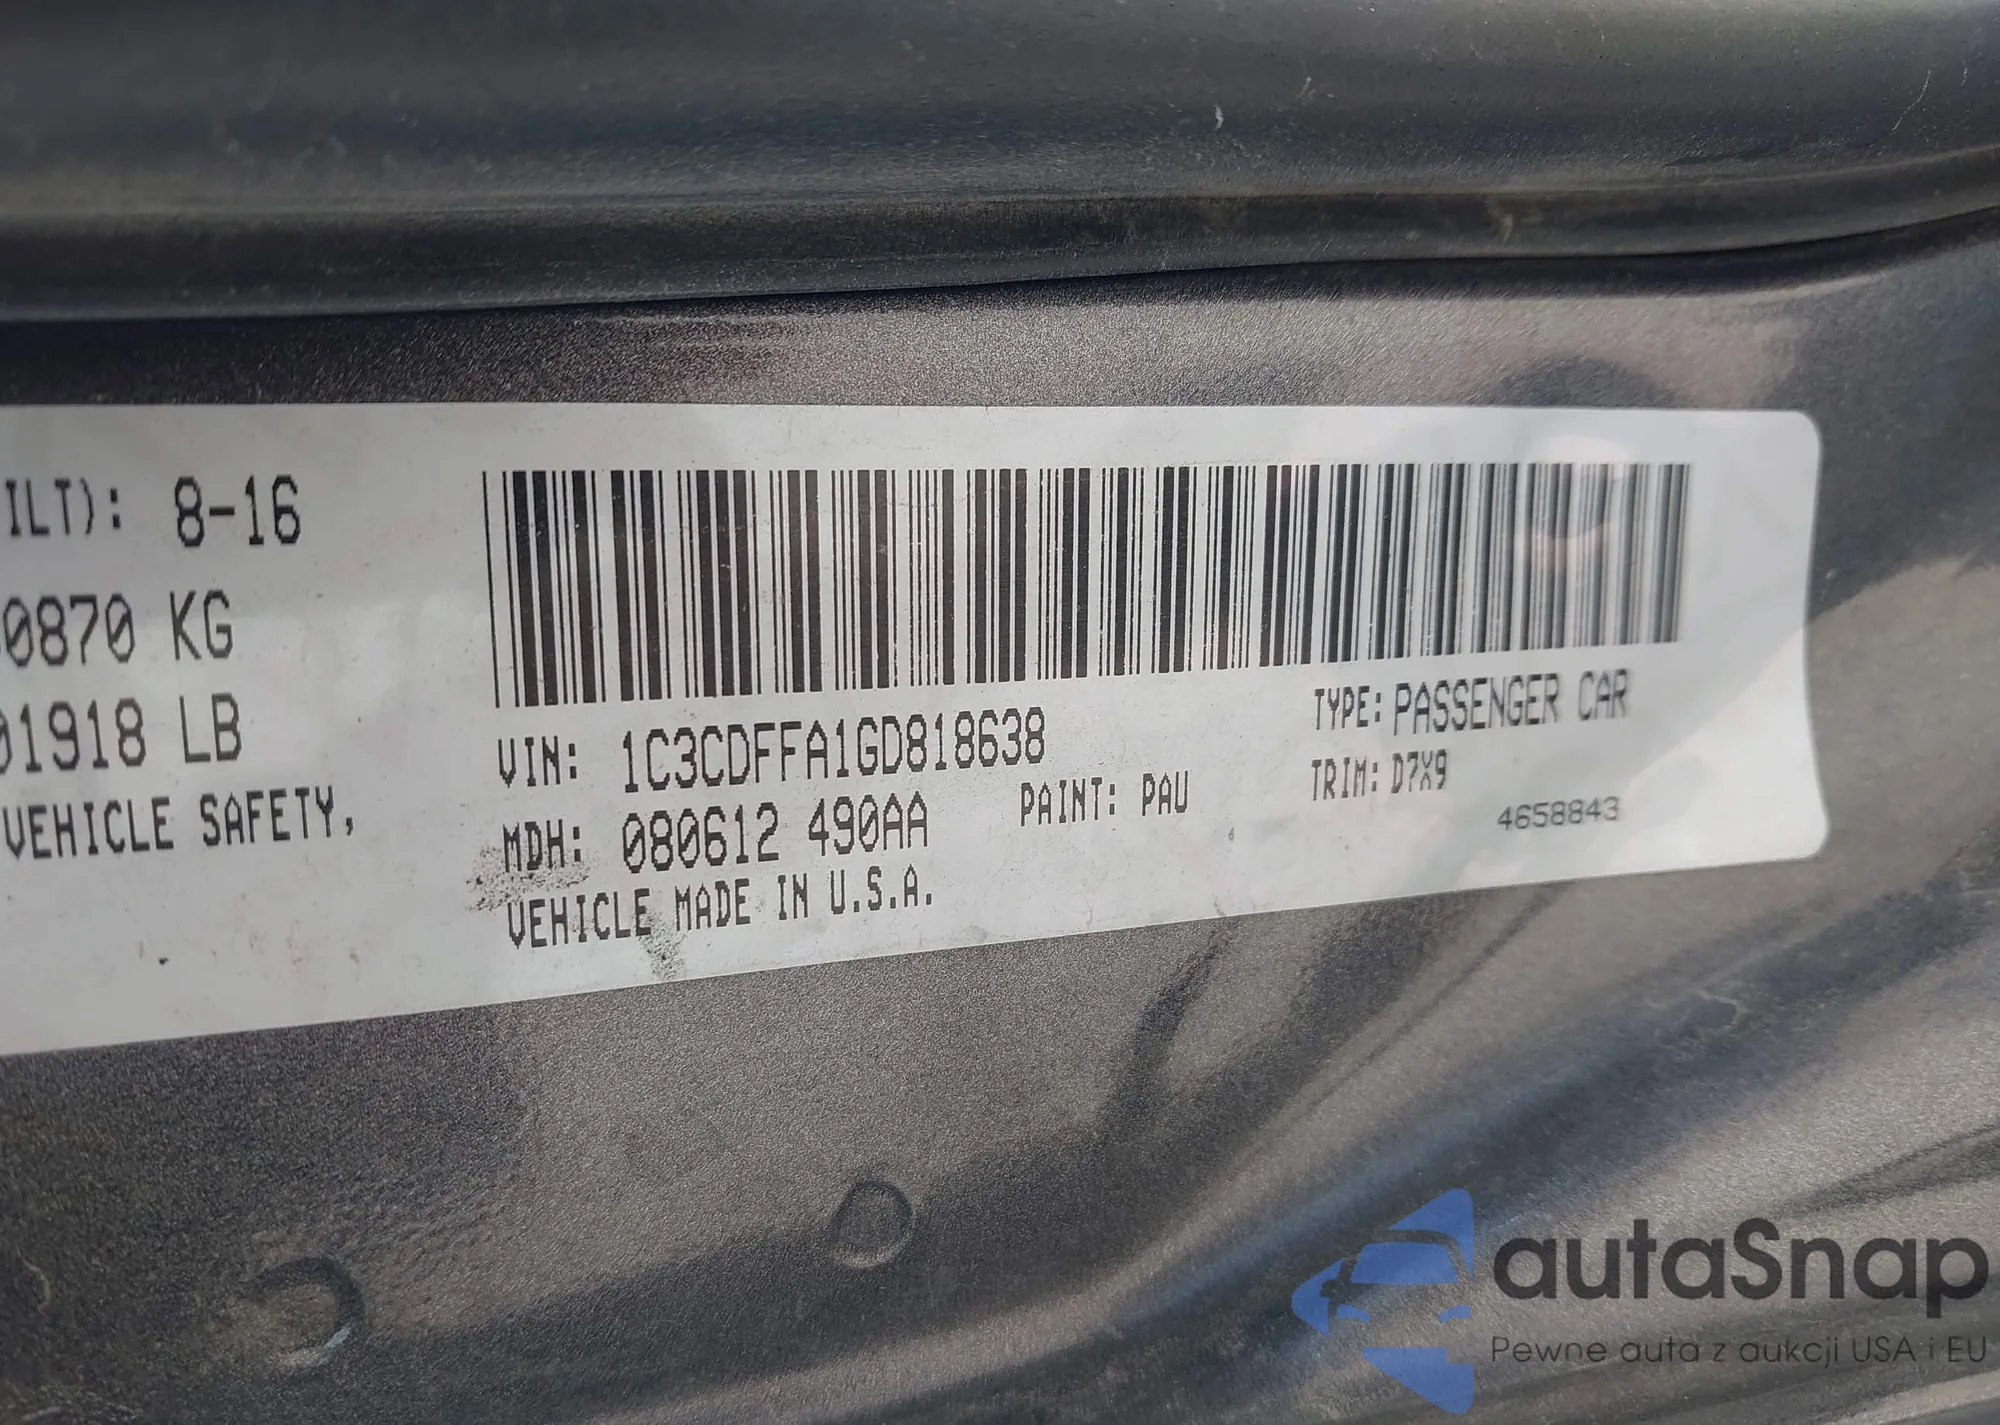 ILT): 8-16
0870 KG
01918 LB
VEHICLE SAFETY,
VIN: 1C3CDFFA1GD818638
MDH: 080612 490AA
VEHICLE MADE IN U.S.A.
PAINT: PAU
TYPE: PASSENGER CAR
TRIM: D7X9
4658843
autaSnap
Pewne auta z aukcji USA i EU